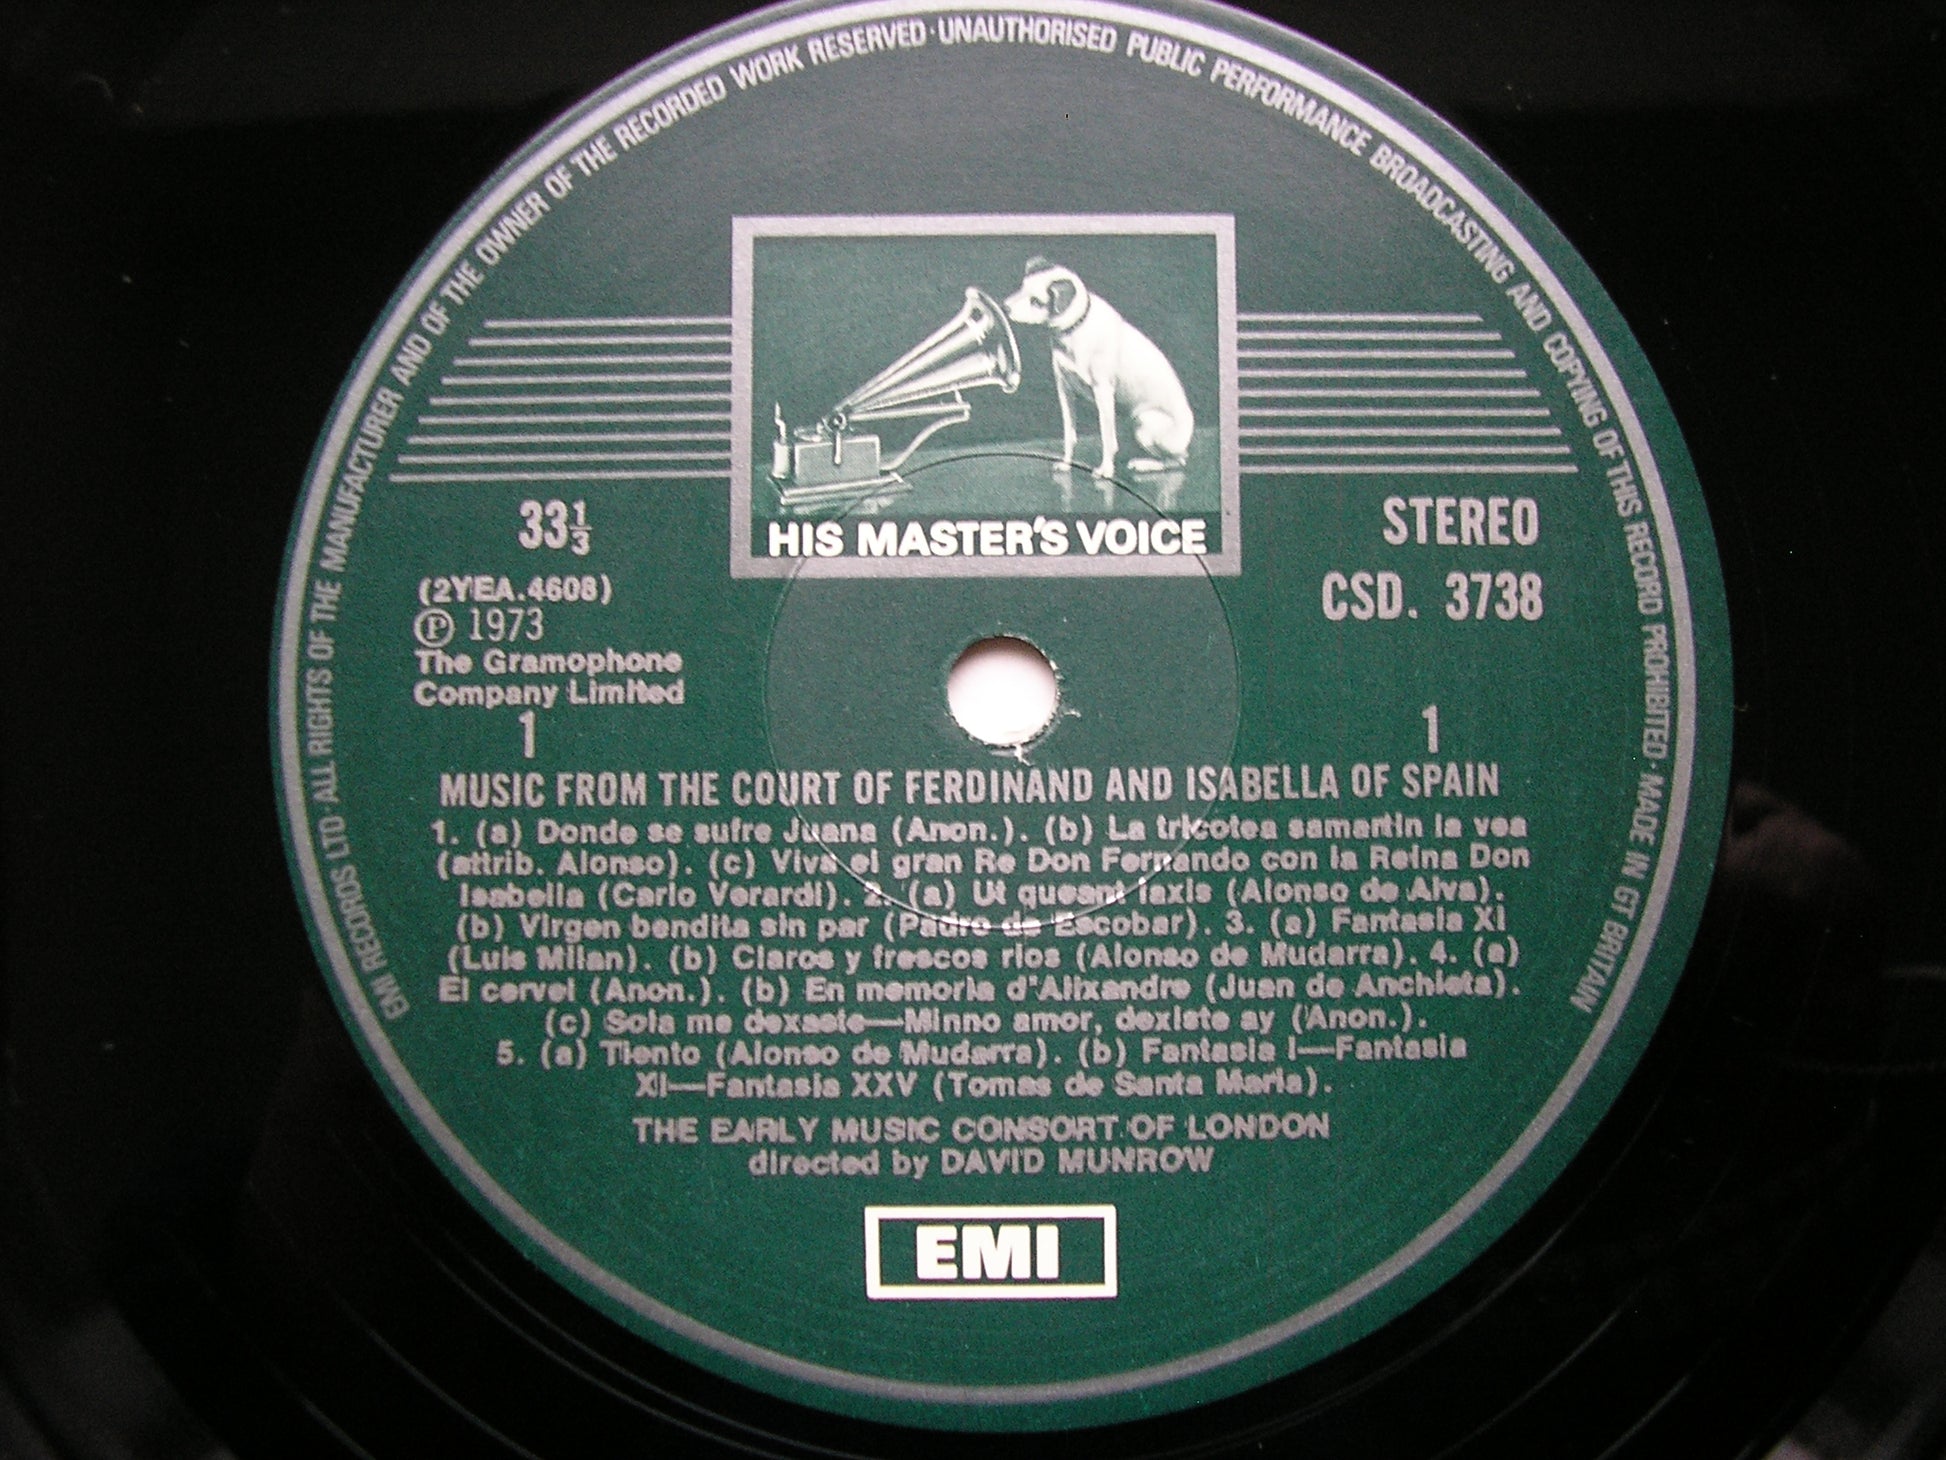 EMI RECORDS LTD · ALL RIGHTS OF THE MANUFACTURER AND OF THE OWNER OF THE RECORDED WORK RESERVED · UNAUTHORISED PUBLIC PERFORMANCE BROADCASTING AND COPYING OF THIS RECORD PROHIBITED · MADE IN GT BRITAIN
HIS MASTER'S VOICE
33⅓
STEREO
(2YEA.4608)
CSD. 3738
Ⓟ 1973
The Gramophone
Company Limited
1 1
MUSIC FROM THE COURT OF FERDINAND AND ISABELLA OF SPAIN
1. (a) Donde se sufre Juana (Anon.). (b) La tricotea samartin la vea
(attrib. Alonso). (c) Viva el gran Re Don Fernando con la Reina Don
Isabella (Carlo Verardi). 2. (a) Ut queant laxis (Alonso de Alva).
(b) Virgen bendita sin par (Pedro de Escobar). 3. (a) Fantasia XI
(Luis Milan). (b) Claros y frescos rios (Alonso de Mudarra). 4. (a)
El cervel (Anon.). (b) En memoria d'Alixandre (Juan de Anchieta).
(c) Sola me dexaste—Minno amor, dexiste ay (Anon.).
5. (a) Tiento (Alonso de Mudarra). (b) Fantasia I—Fantasia
XII—Fantasia XXV (Tomas de Santa Maria).
THE EARLY MUSIC CONSORT OF LONDON
directed by DAVID MUNROW
EMI